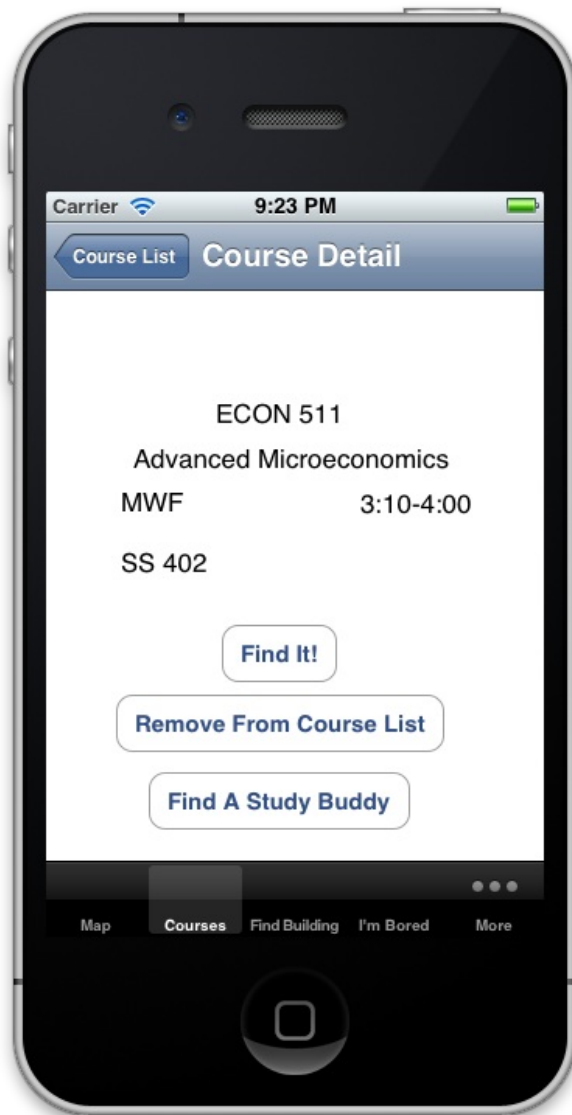 Carrier 9:23 PM
Course List Course Detail
ECON 511
Advanced Microeconomics
MWF 3:10-4:00
SS 402
Find It!
Remove From Course List
Find A Study Buddy
Map Courses Find Building I'm Bored More